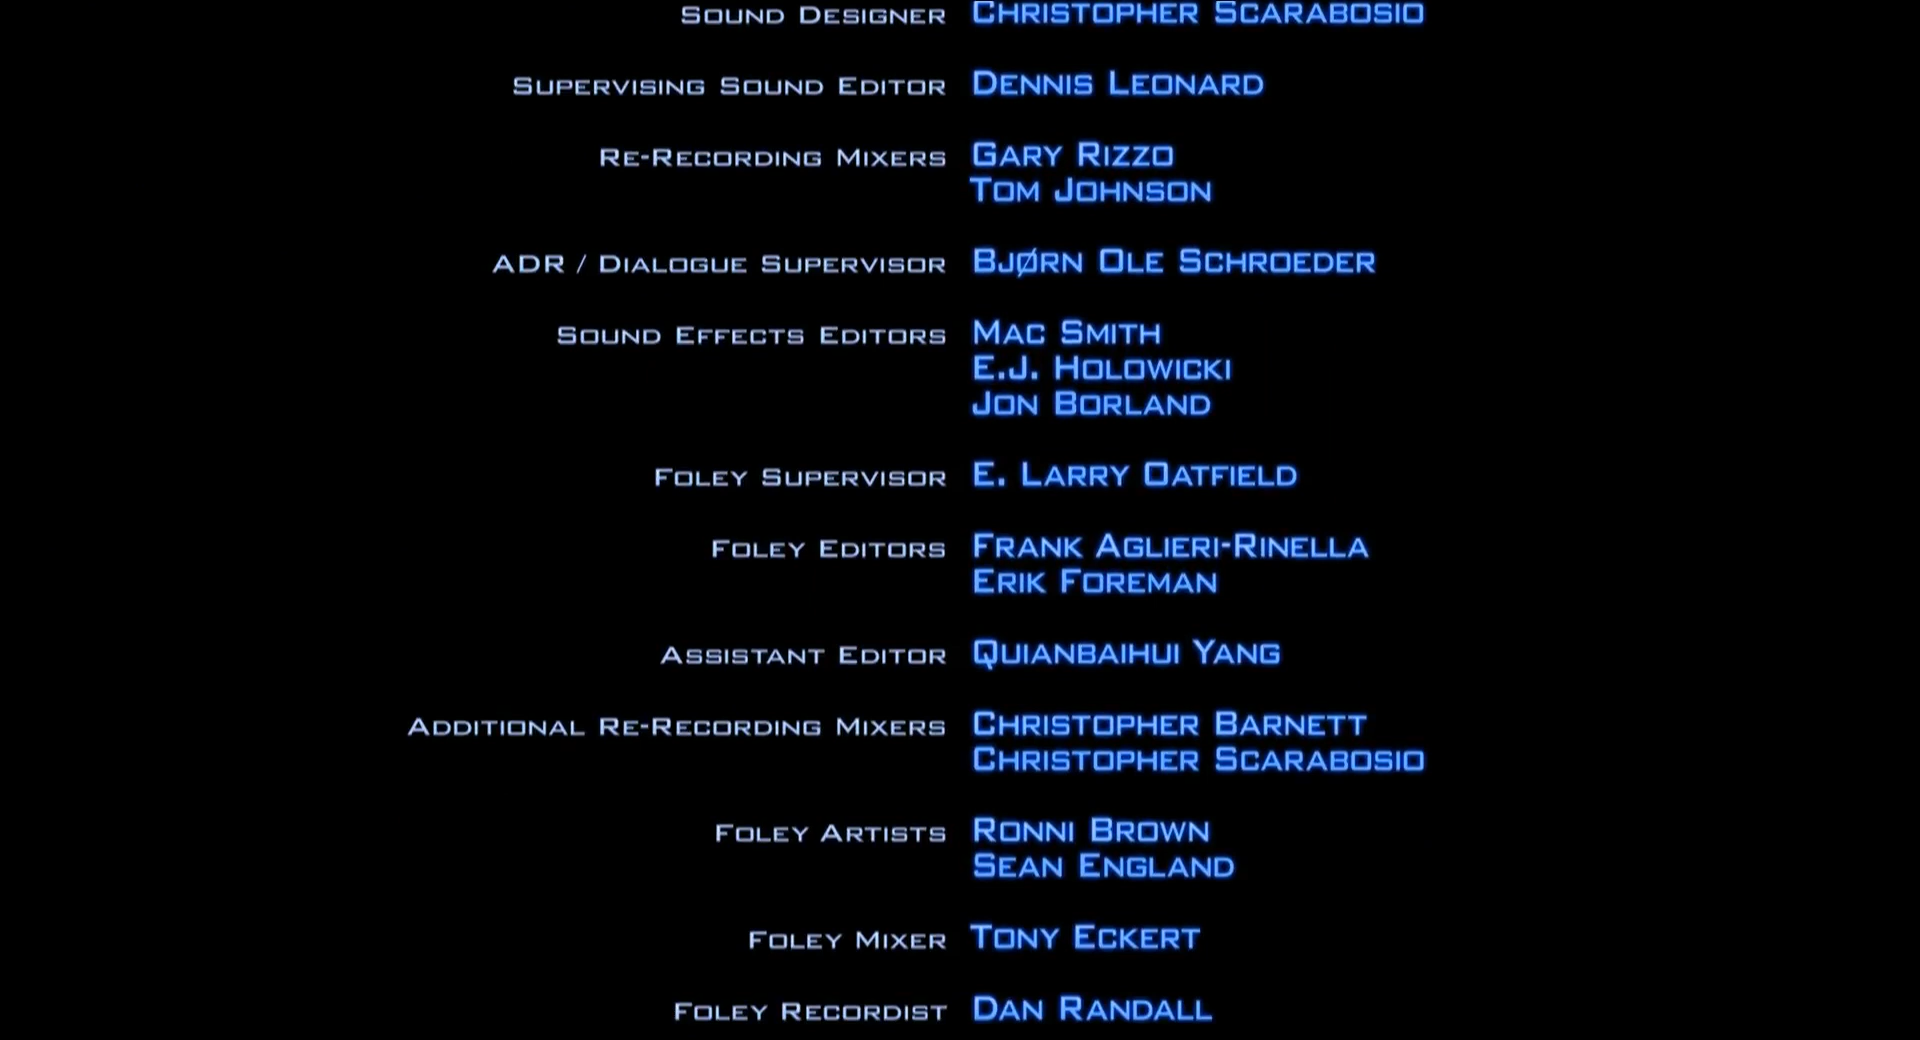 Sound Designer Christopher Scarabosio
Supervising Sound Editor Dennis Leonard
Re-Recording Mixers Gary Rizzo
Tom Johnson
ADR / Dialogue Supervisor Bjørn Ole Schroeder
Sound Effects Editors Mac Smith
E.J. Holowicki
Jon Borland
Foley Supervisor E. Larry Oatfield
Foley Editors Frank Aglieri-Rinella
Erik Foreman
Assistant Editor Quianbaihui Yang
Additional Re-Recording Mixers Christopher Barnett
Christopher Scarabosio
Foley Artists Ronni Brown
Sean England
Foley Mixer Tony Eckert
Foley Recordist Dan Randall